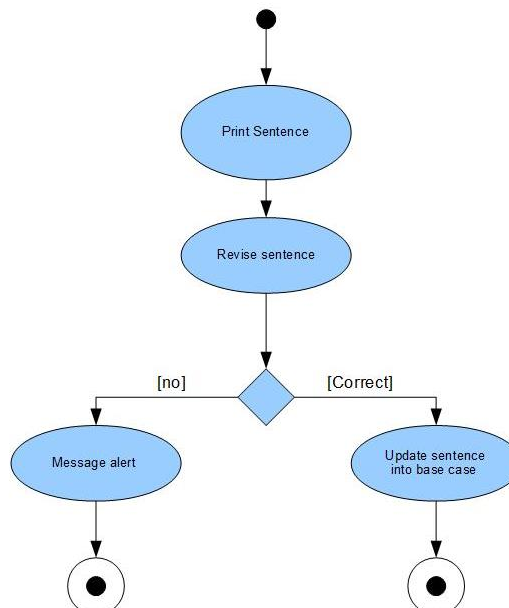 Print Sentence
Revise sentence
[no]
[Correct]
Message alert
Update sentence
into base case